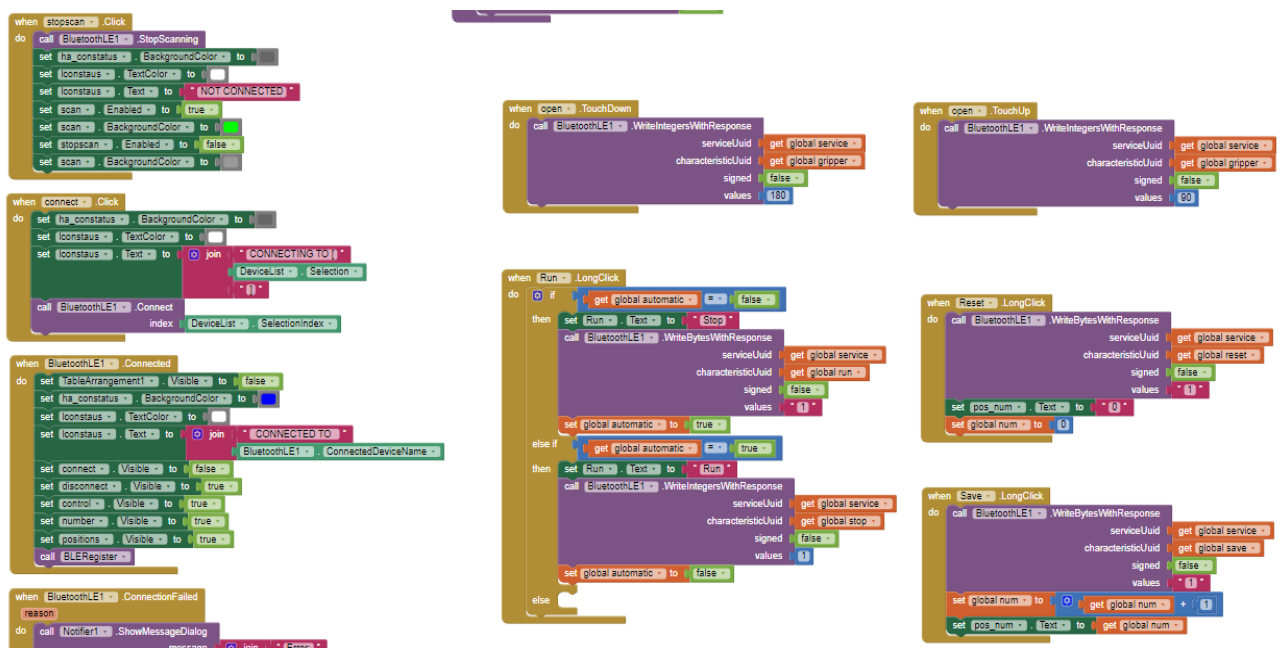 when stopscan .Click
do call BluetoothLE1 .StopScanning
set ha_constatus . BackgroundColor to
set lconstaus . TextColor to
set lconstaus . Text to " NOT CONNECTED "
set scan . Enabled to true
set scan . BackgroundColor to
set stopscan . Enabled to false
set scan . BackgroundColor to
when connect .Click
do set ha_constatus . BackgroundColor to
set lconstaus . TextColor to
set lconstaus . Text to join " CONNECTING TO [ "
DeviceList . Selection
" ] "
call BluetoothLE1 .Connect
index DeviceList . SelectionIndex
when BluetoothLE1 .Connected
do set TableArrangement1 . Visible to false
set ha_constatus . BackgroundColor to
set lconstaus . TextColor to
set lconstaus . Text to join " CONNECTED TO "
BluetoothLE1 . ConnectedDeviceName
set connect . Visible to false
set disconnect . Visible to true
set control . Visible to true
set number . Visible to true
set positions . Visible to true
call BLERegister
when BluetoothLE1 .ConnectionFailed
reason
do call Notifier1 .ShowMessageDialog
message join " Error: "
when open .TouchDown
do call BluetoothLE1 .WriteIntegersWithResponse
serviceUuid get global service
characteristicUuid get global gripper
signed false
values 180
when Run .LongClick
do if get global automatic = false
then set Run . Text to " Stop "
call BluetoothLE1 .WriteBytesWithResponse
serviceUuid get global service
characteristicUuid get global run
signed false
values " 1 "
set global automatic to true
else if get global automatic = true
then set Run . Text to " Run "
call BluetoothLE1 .WriteIntegersWithResponse
serviceUuid get global service
characteristicUuid get global stop
signed false
values 1
set global automatic to false
else
when open .TouchUp
do call BluetoothLE1 .WriteIntegersWithResponse
serviceUuid get global service
characteristicUuid get global gripper
signed false
values 90
when Reset .LongClick
do call BluetoothLE1 .WriteBytesWithResponse
serviceUuid get global service
characteristicUuid get global reset
signed false
values " 1 "
set pos_num . Text to " 0 "
set global num to 0
when Save .LongClick
do call BluetoothLE1 .WriteBytesWithResponse
serviceUuid get global service
characteristicUuid get global save
signed false
values " 1 "
set global num to get global num + 1
set pos_num . Text to get global num